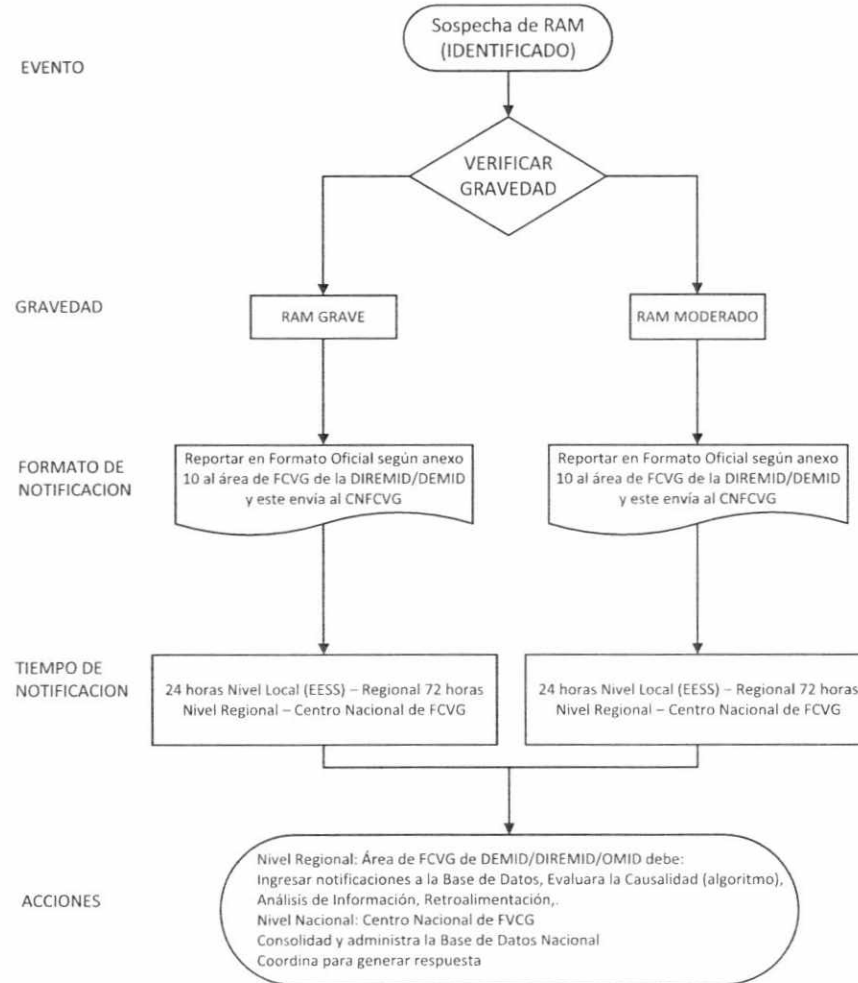 Sospecha de RAM
(IDENTIFICADO)
EVENTO
VERIFICAR
GRAVEDAD
GRAVEDAD
RAM GRAVE
RAM MODERADO
FORMATO DE
NOTIFICACION
Reportar en Formato Oficial según anexo
10 al área de FCVG de la DIREMID/DEMID
y este envía al CNFCVG
Reportar en Formato Oficial según anexo
10 al área de FCVG de la DIREMID/DEMID
y este envía al CNFCVG
TIEMPO DE
NOTIFICACION
24 horas Nivel Local (EESS) – Regional 72 horas
Nivel Regional – Centro Nacional de FCVG
24 horas Nivel Local (EESS) – Regional 72 horas
Nivel Regional – Centro Nacional de FCVG
ACCIONES
Nivel Regional: Área de FCVG de DEMID/DIREMID/OMID debe:
Ingresar notificaciones a la Base de Datos, Evaluara la Causalidad (algoritmo),
Análisis de Información, Retroalimentación,.
Nivel Nacional: Centro Nacional de FVCG
Consolidad y administra la Base de Datos Nacional
Coordina para generar respuesta